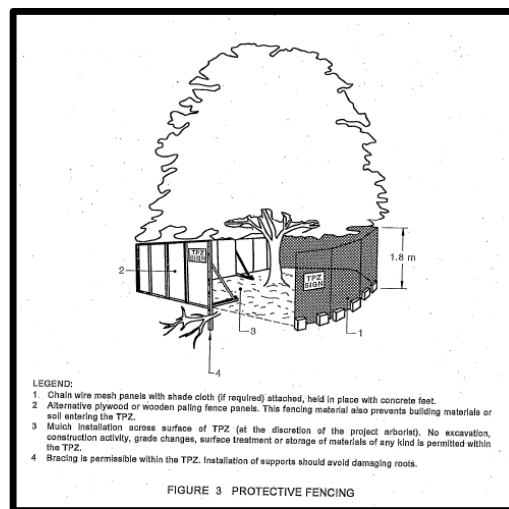 TPZ
SIGN
2
1.8 m
TPZ
SIGN
3
1
4
LEGEND:
1. Chain wire mesh panels with shade cloth (if required) attached, held in place with concrete feet.
2 Alternative plywood or wooden paling fence panels. This fencing material also prevents building materials or
soil entering the TPZ.
3 Mulch installation across surface of TPZ (at the discretion of the project arborist). No excavation,
construction activity, grade changes, surface treatment or storage of materials of any kind is permitted within
the TPZ.
4 Bracing is permissible within the TPZ. Installation of supports should avoid damaging roots.
FIGURE 3 PROTECTIVE FENCING